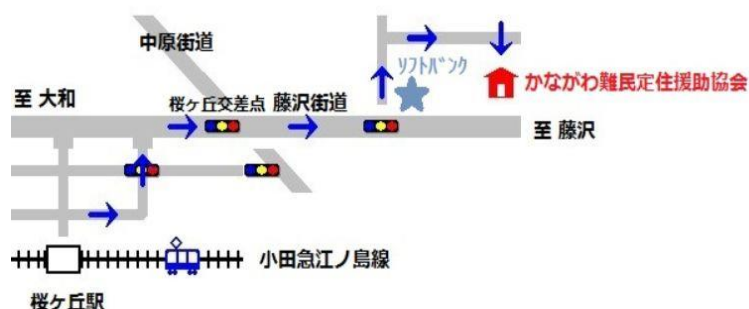 中原街道
ソフトバンク
かながわ難民定住援助協会
至 大和
桜ヶ丘交差点
藤沢街道
至 藤沢
小田急江ノ島線
桜ヶ丘駅